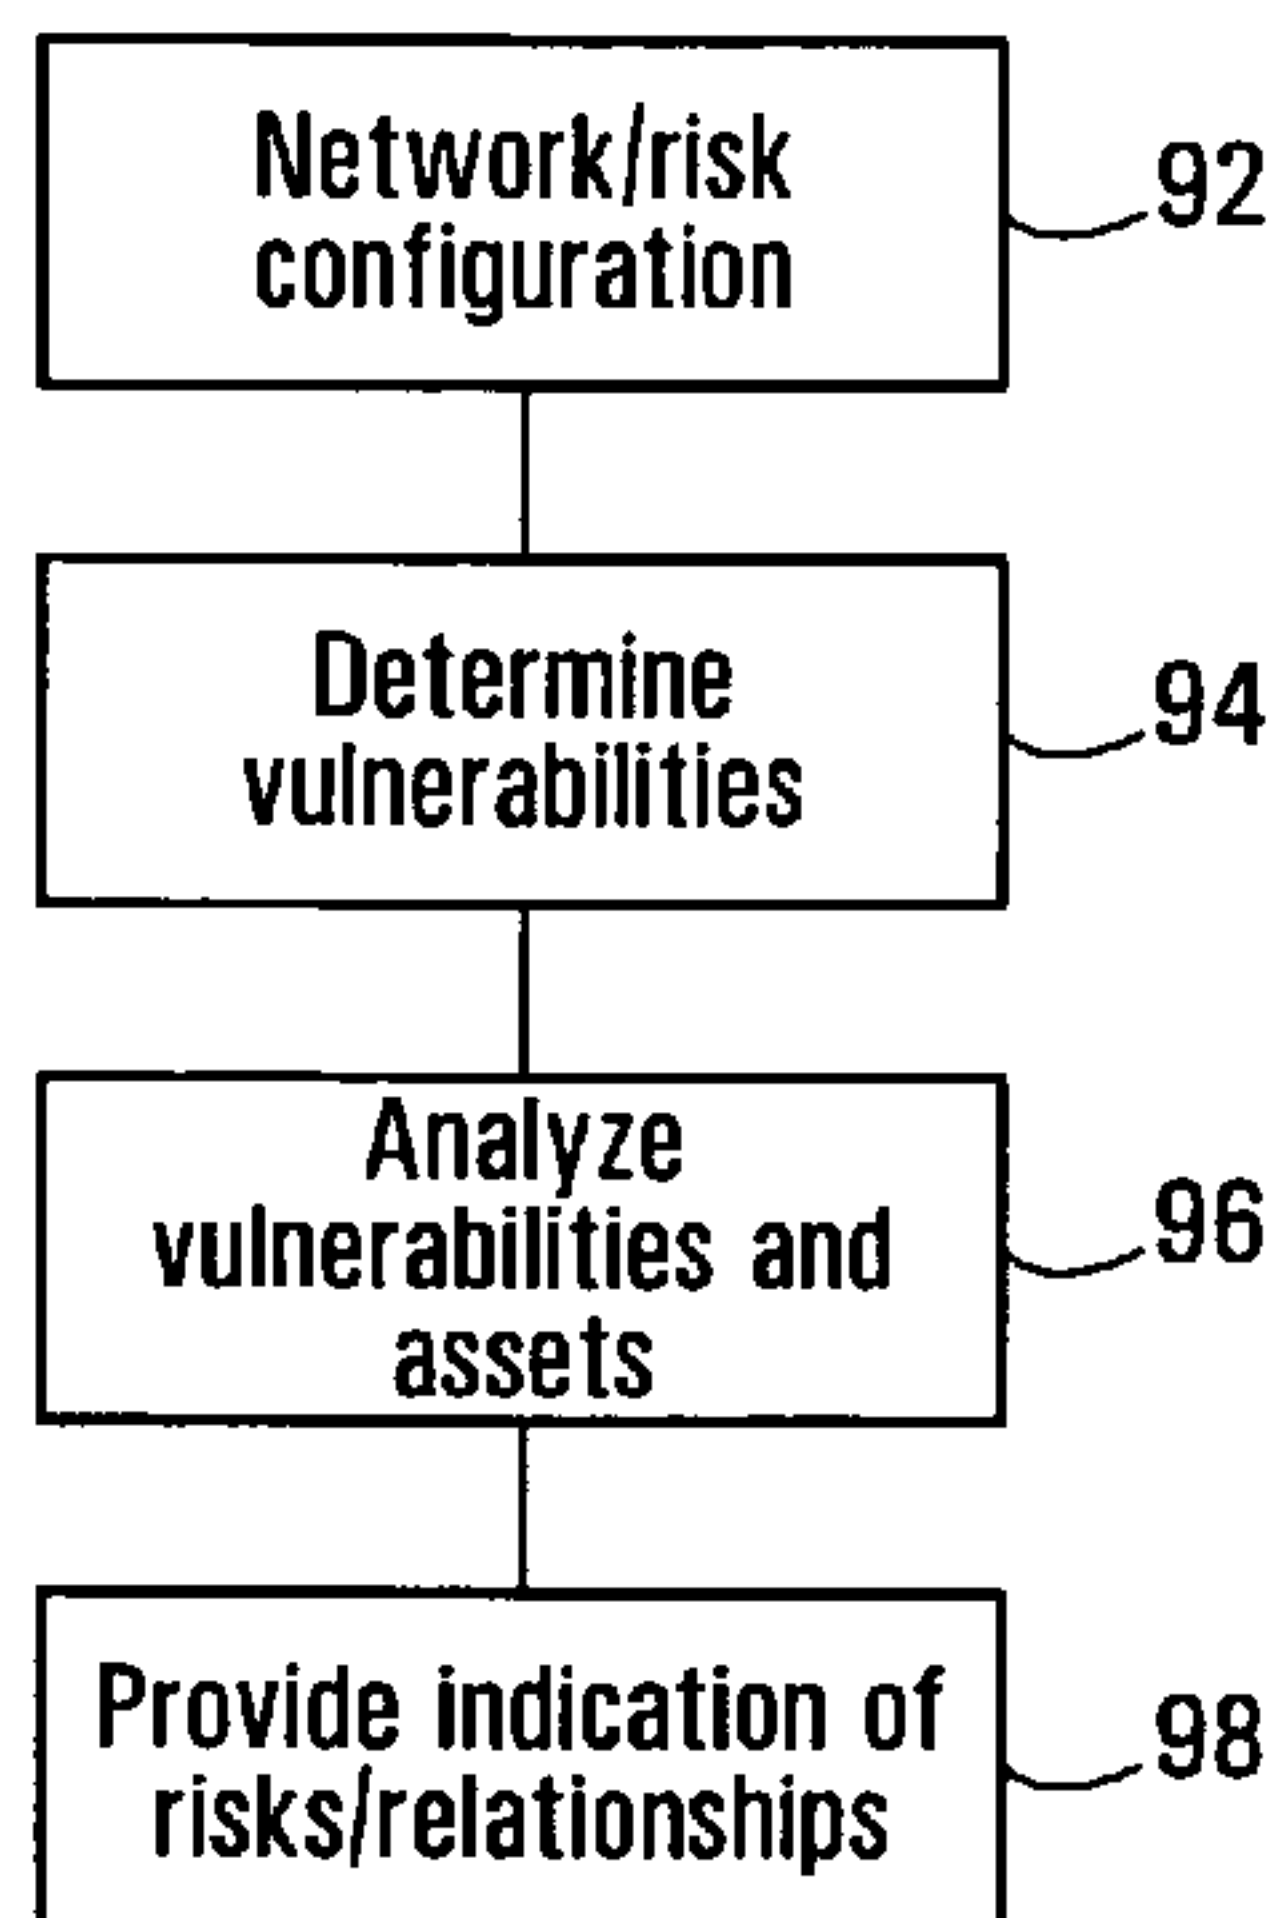 Network/risk
configuration
92
Determine
vulnerabilities
94
Analyze
vulnerabilities and
assets
96
Provide indication of
risks/relationships
98